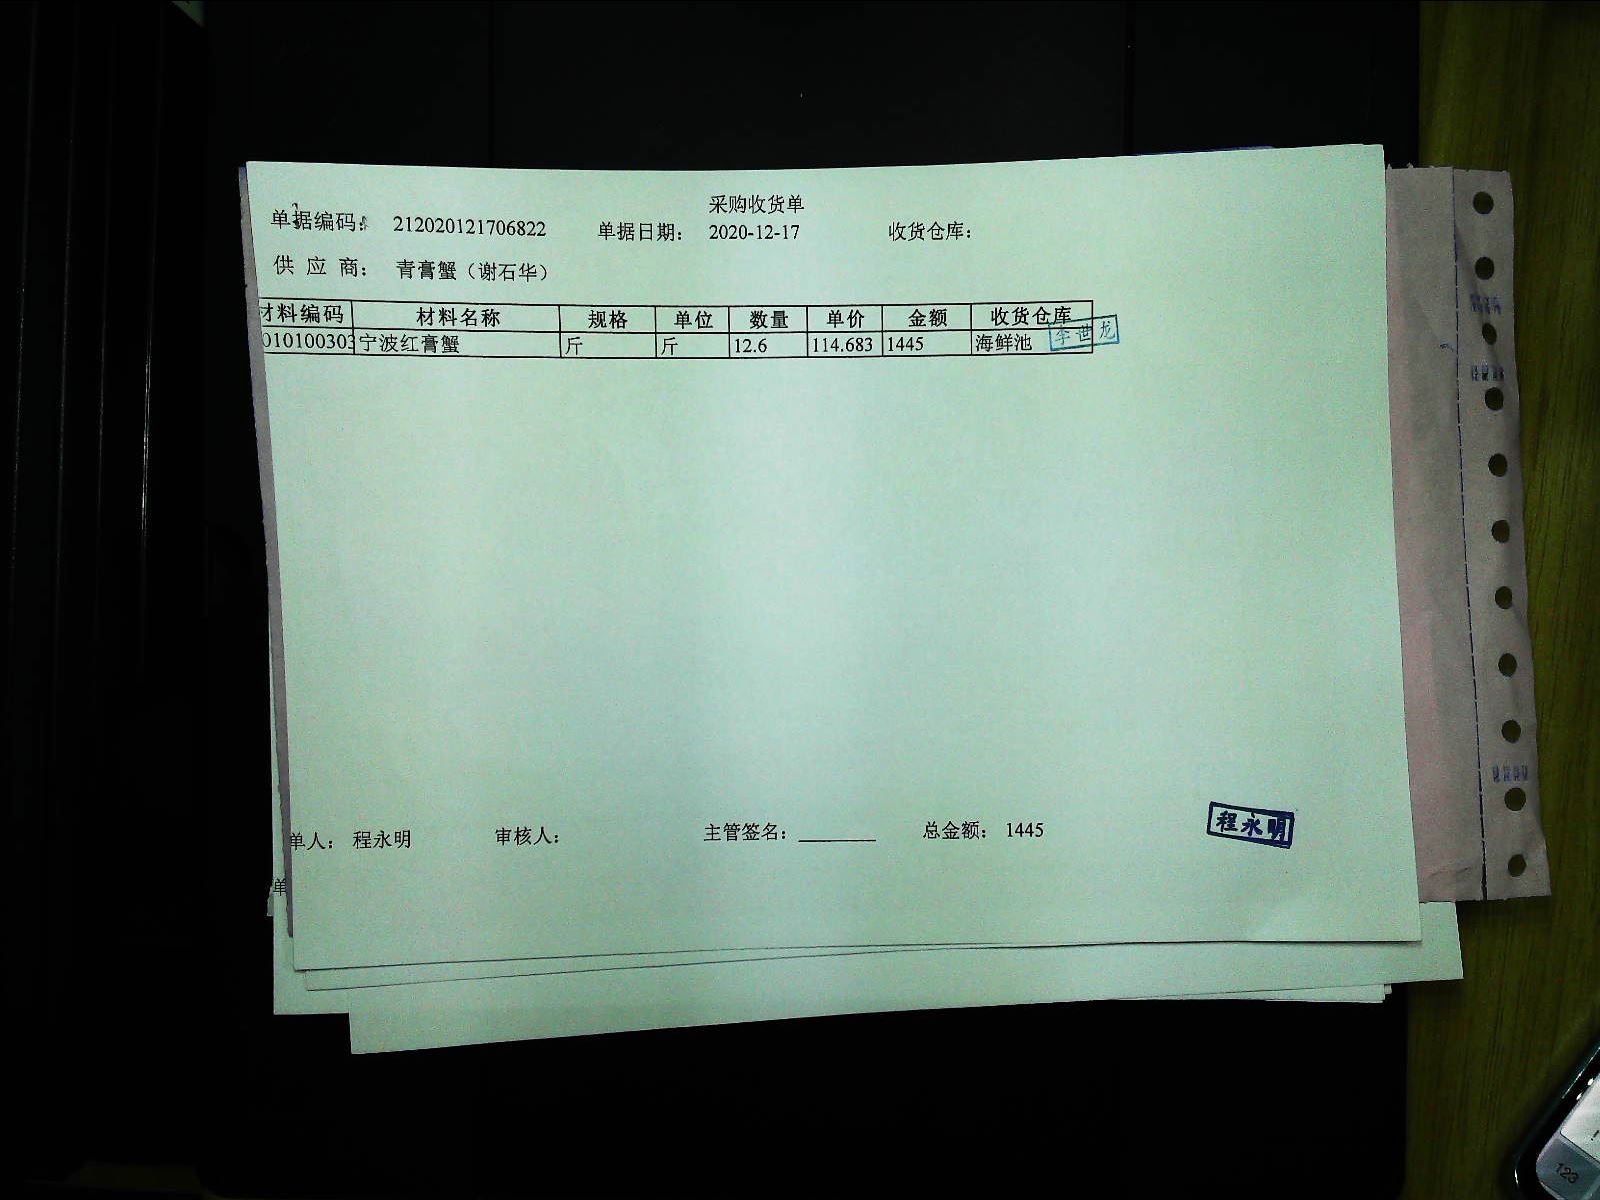 采购收货单
单据编码: 212020121706822 单据日期: 2020-12-17 收货仓库:
供应商: 青膏蟹（谢石华）
材料编码 材料名称 规格 单位 数量 单价 金额 收货仓库
010100303 宁波红膏蟹 斤 斤 12.6 114.683 1445 海鲜池
李世龙
单人: 程永明 审核人: 主管签名: ________ 总金额: 1445
程永明
单
123